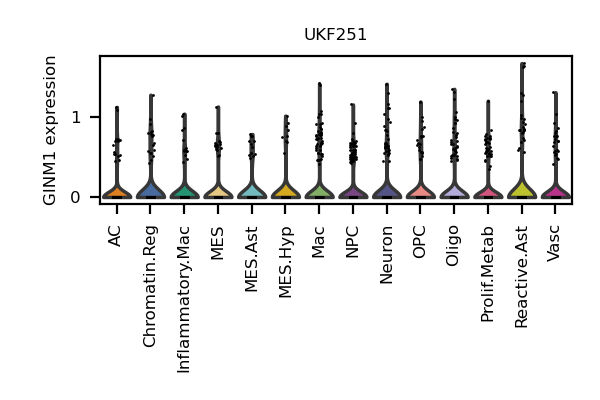 UKF251
GINM1 expression
1
0
AC
Chromatin.Reg
Inflammatory.Mac
MES
MES.Ast
MES.Hyp
Mac
NPC
Neuron
OPC
Oligo
Prolif.Metab
Reactive.Ast
Vasc